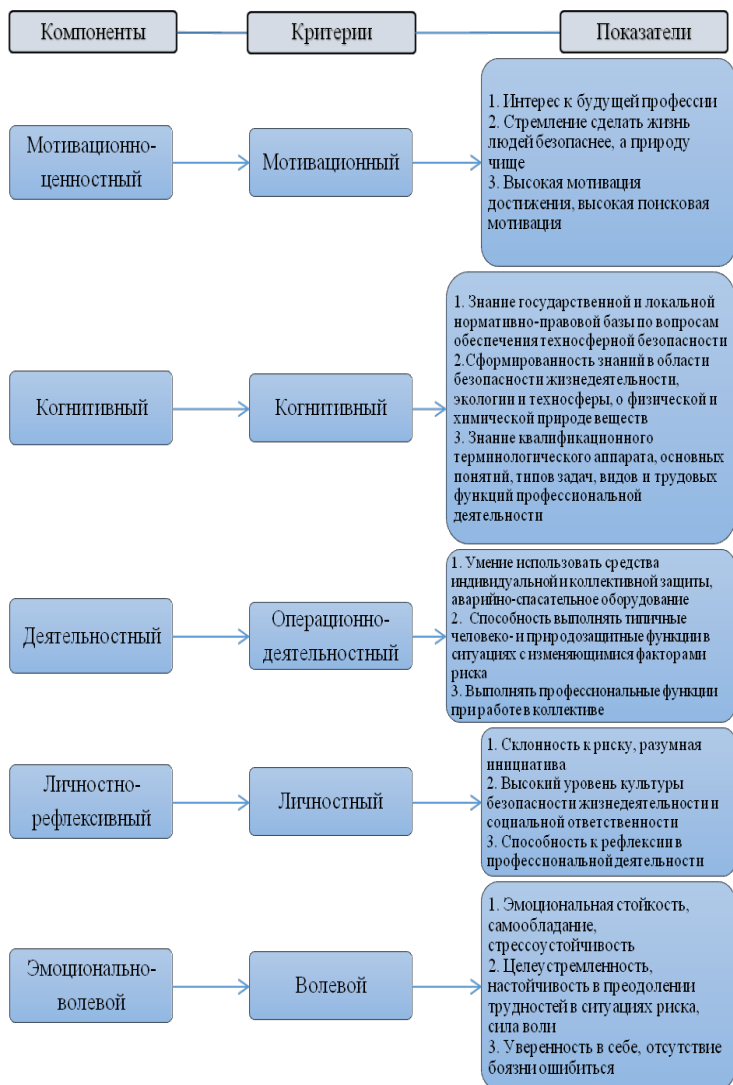 Компоненты
Критерии
Показатели
Мотивационно-
ценностный
Мотивационный
1. Интерес к будущей профессии
2. Стремление сделать жизнь
людей безопаснее, а природу
чище
3. Высокая мотивация
достижения, высокая поисковая
мотивация
Когнитивный
Когнитивный
1. Знание государственной и локальной
нормативно-правовой базы по вопросам
обеспечения техносферной безопасности
2.Сформированность знаний в области
безопасности жизнедеятельности,
экологии и техносферы, о физической и
химической природе веществ
3. Знание квалификационного
терминологического аппарата, основных
понятий, типов задач, видов и трудовых
функций профессиональной
деятельности
Деятельностный
Операционно-
деятельностный
1. Умение использовать средства
индивидуальной и коллективной защиты,
аварийно-спасательное оборудование
2. Способность выполнять типичные
человеко- и природозащитные функции в
ситуациях с изменяющимися факторами
риска
3. Выполнять профессиональные функции
при работе в коллективе
Личностно-
рефлексивный
Личностный
1. Склонность к риску, разумная
инициатива
2. Высокий уровень культуры
безопасности жизнедеятельности и
социальной ответственности
3. Способность к рефлексии в
профессиональной деятельности
Эмоционально-
волевой
Волевой
1. Эмоциональная стойкость,
самообладание,
стрессоустойчивость
2. Целеустремленность,
настойчивость в преодолении
трудностей в ситуациях риска,
сила воли
3. Уверенность в себе, отсутствие
боязни ошибиться